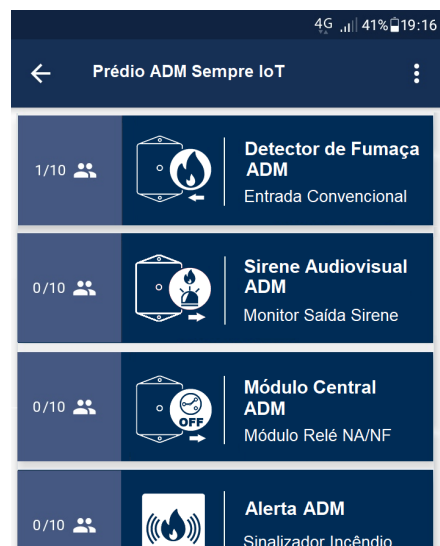 4G 41% 19:16
Prédio ADM Sempre IoT
1/10
Detector de Fumaça
ADM
Entrada Convencional
0/10
Sirene Audiovisual
ADM
Monitor Saída Sirene
0/10
OFF
Módulo Central
ADM
Módulo Relé NA/NF
0/10
Alerta ADM
Sinalizador Incêndio